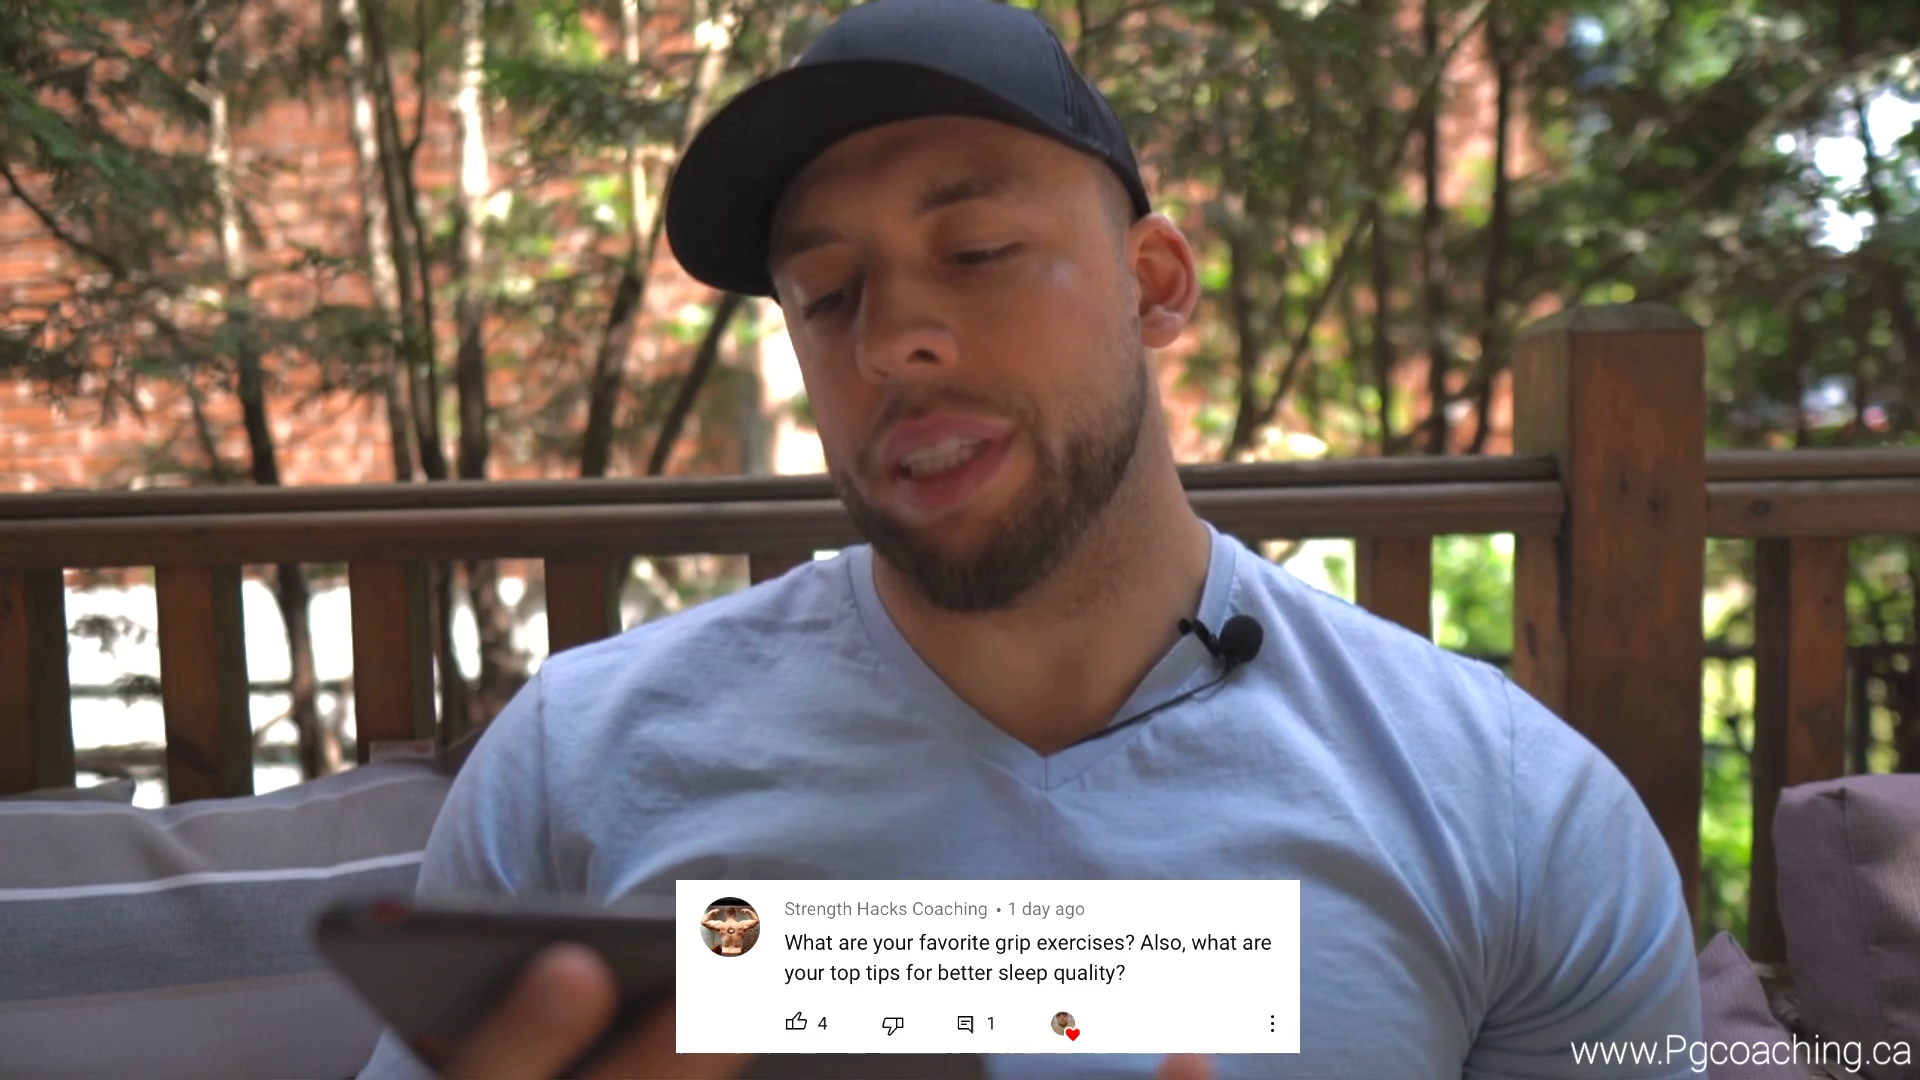 Strength Hacks Coaching • 1 day ago
What are your favorite grip exercises? Also, what are
your top tips for better sleep quality?
4
1
www.Pgcoaching.ca